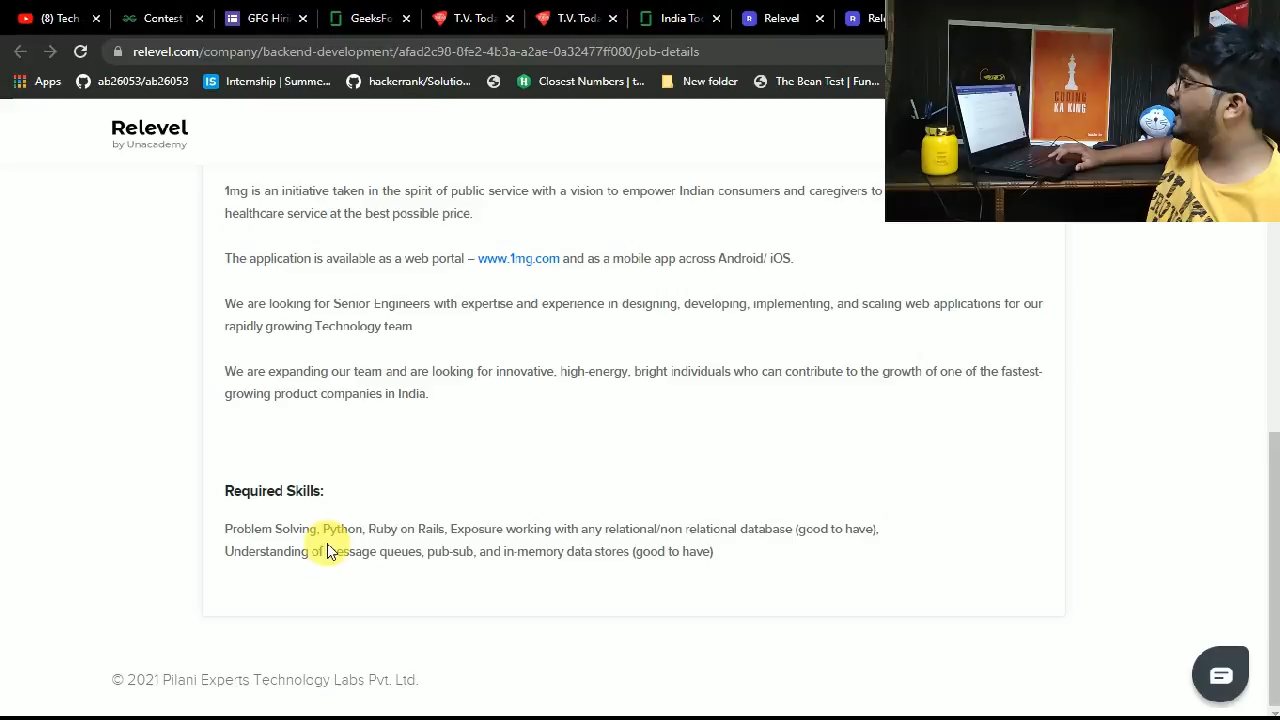 (8) Tech
Contest
GFG Hiri
GeeksFo
T.V. Toda
T.V. Toda
India Too
Relevel
relevel.com/company/backend-development/afad2c98-8fe2-4b3a-a2ae-0a32477ff080/job-details
Apps
ab26053/ab26053
Internship | Summe...
hackerrank/Solutio...
Closest Numbers | t...
New folder
The Bean Test | Fun...
CODING
KA KING
Relevel
by Unacademy
1mg is an initiative taken in the spirit of public service with a vision to empower Indian consumers and caregivers to
healthcare service at the best possible price.
The application is available as a web portal – www.1mg.com and as a mobile app across Android/ iOS.
We are looking for Senior Engineers with expertise and experience in designing, developing, implementing, and scaling web applications for our
rapidly growing Technology team
We are expanding our team and are looking for innovative, high-energy, bright individuals who can contribute to the growth of one of the fastest-
growing product companies in India.
Required Skills:
Problem Solving, Python, Ruby on Rails, Exposure working with any relational/non relational database (good to have),
Understanding of message queues, pub-sub, and in-memory data stores (good to have)
© 2021 Pilani Experts Technology Labs Pvt. Ltd.